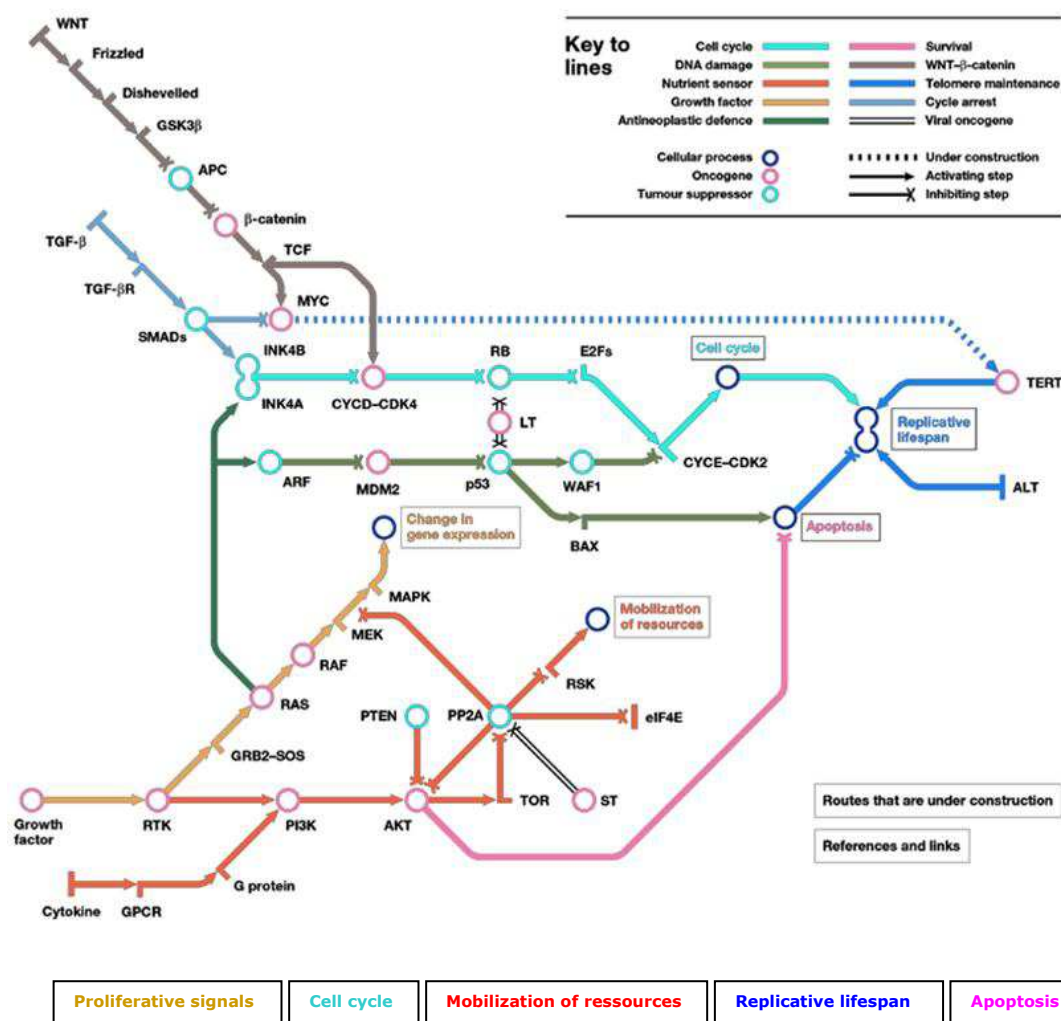 WNT
Frizzled
Dishevelled
GSK3β
APC
β-catenin
TCF
TGF-β
TGF-βR
SMADs
MYC
INK4B
INK4A
CYCD–CDK4
RB
E2Fs
Cell cycle
TERT
Replicative
lifespan
LT
CYCE–CDK2
ARF
MDM2
p53
WAF1
ALT
BAX
Apoptosis
Change in
gene expression
MAPK
MEK
RAF
RAS
GRB2–SOS
Mobilization
of resources
RSK
PTEN
PP2A
eIF4E
Growth
factor
RTK
PI3K
AKT
TOR
ST
G protein
Cytokine
GPCR
Key to
lines
Cell cycle
DNA damage
Nutrient sensor
Growth factor
Antineoplastic defence
Survival
WNT–β-catenin
Telomere maintenance
Cycle arrest
Viral oncogene
Cellular process
Oncogene
Tumour suppressor
Under construction
Activating step
Inhibiting step
Routes that are under construction
References and links
Proliferative signals
Cell cycle
Mobilization of ressources
Replicative lifespan
Apoptosis